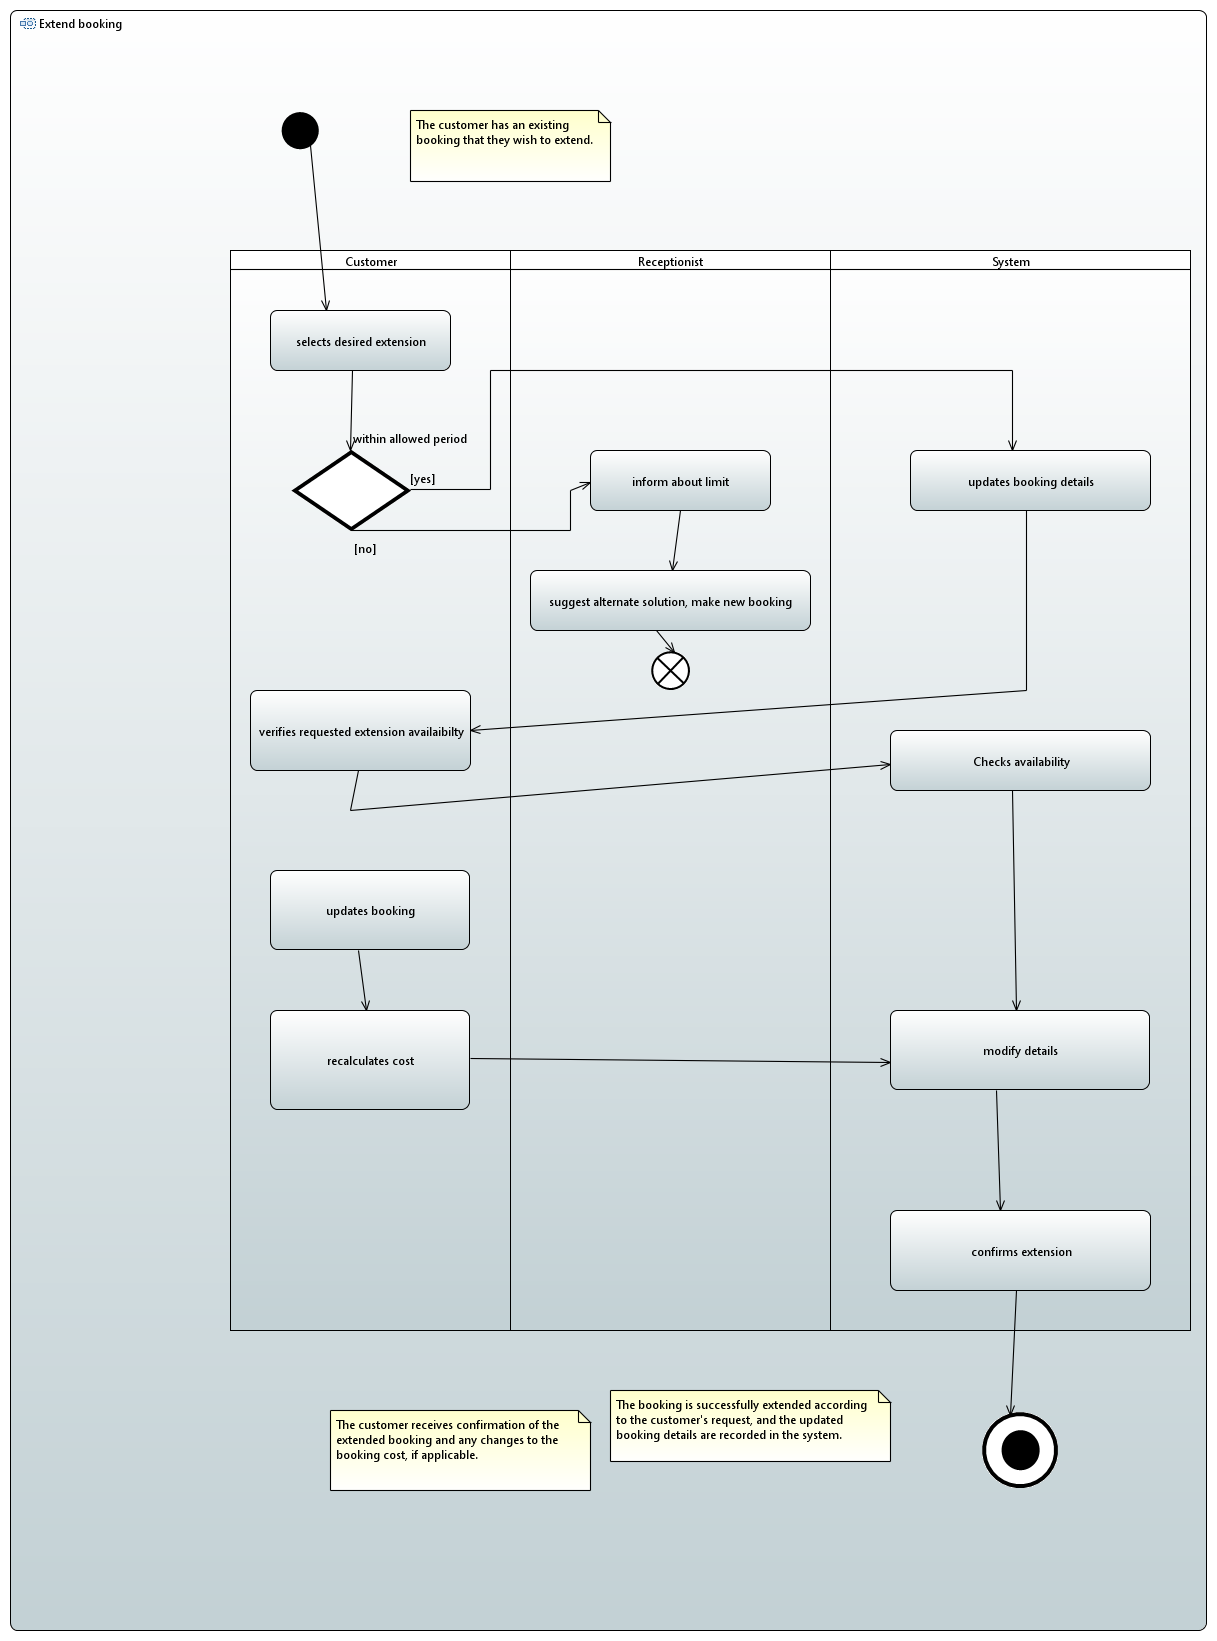 Extend booking
The customer has an existing
booking that they wish to extend.
Customer
Receptionist
System
selects desired extension
within allowed period
[yes]
[no]
inform about limit
updates booking details
suggest alternate solution, make new booking
verifies requested extension availaibilty
Checks availability
updates booking
recalculates cost
modify details
confirms extension
The customer receives confirmation of the
extended booking and any changes to the
booking cost, if applicable.
The booking is successfully extended according
to the customer's request, and the updated
booking details are recorded in the system.